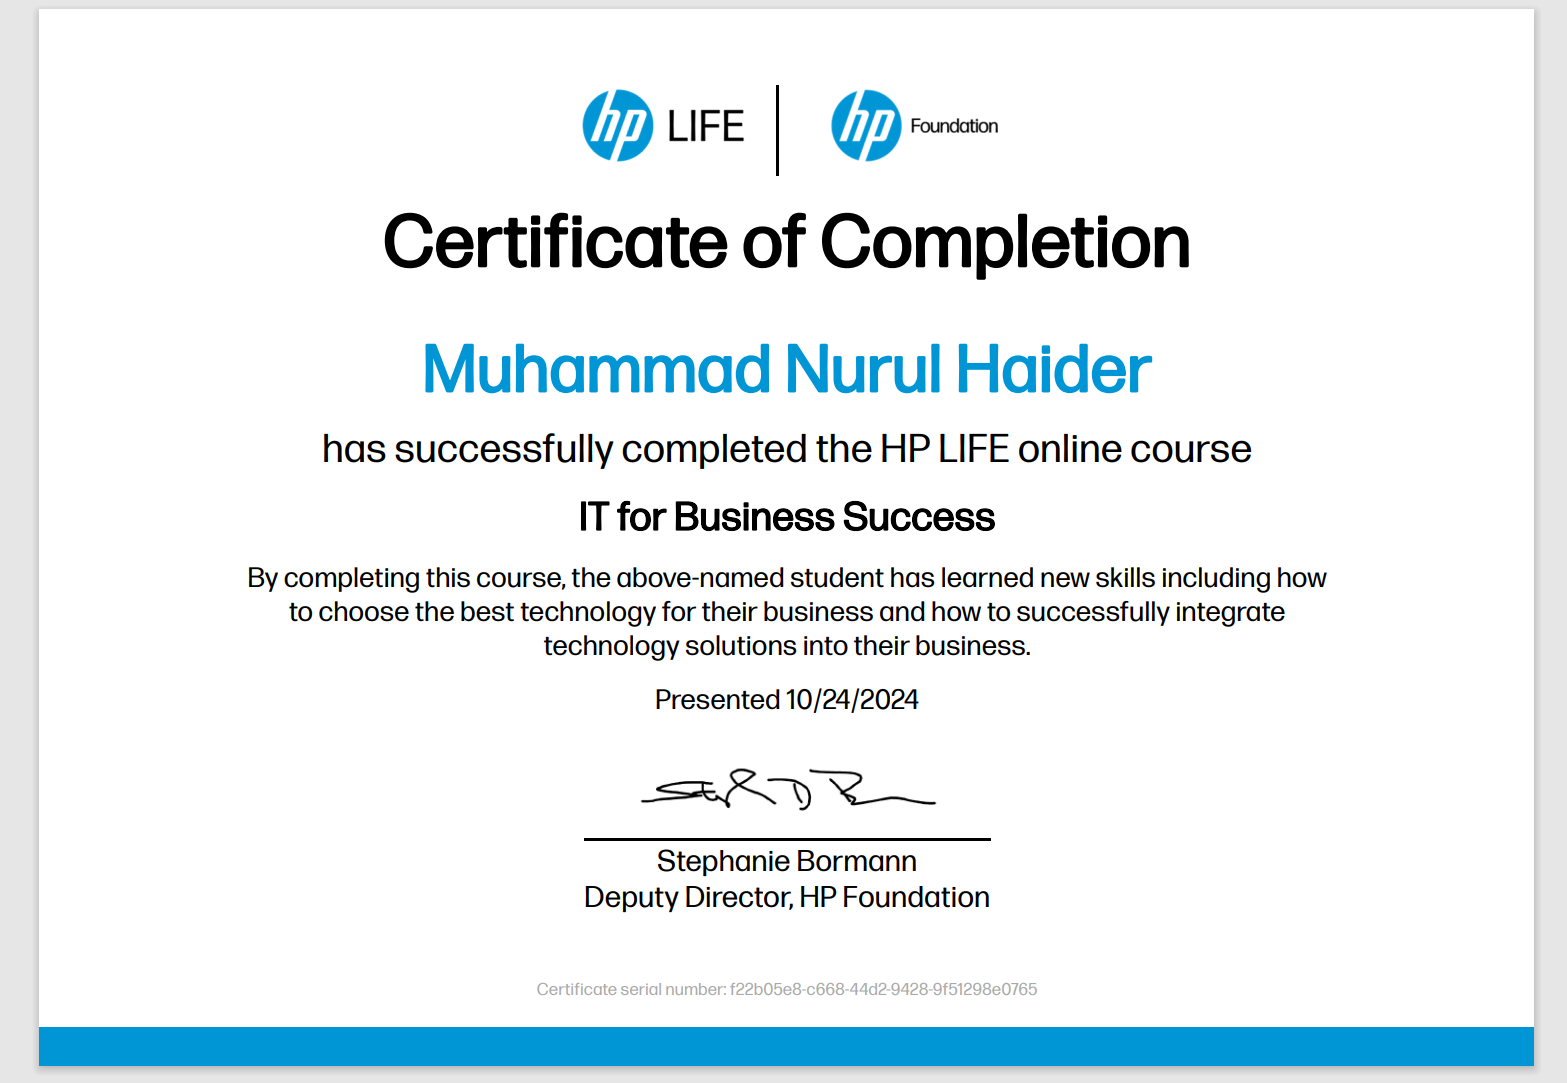 hp LIFE hp Foundation
Certificate of Completion
Muhammad Nurul Haider
has successfully completed the HP LIFE online course
IT for Business Success
By completing this course, the above-named student has learned new skills including how
to choose the best technology for their business and how to successfully integrate
technology solutions into their business.
Presented 10/24/2024
Stephanie Bormann
Deputy Director, HP Foundation
Certificate serial number: f22b05e8-c668-44d2-9428-9f51298e0765